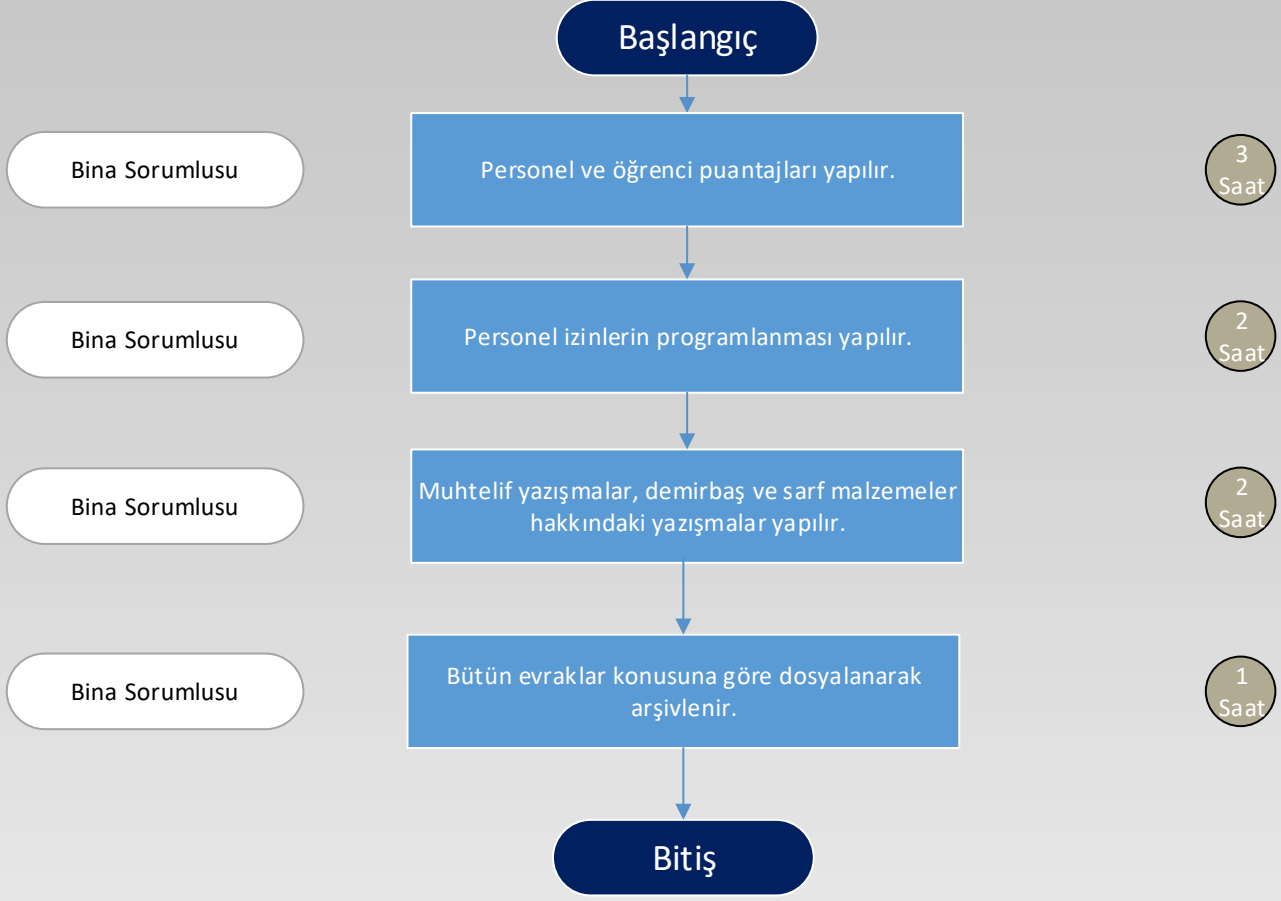 Başlangıç
Bina Sorumlusu
Personel ve öğrenci puantajları yapılır.
3
Saat
Bina Sorumlusu
Personel izinlerin programlanması yapılır.
2
Saat
Bina Sorumlusu
Muhtelif yazışmalar, demirbaş ve sarf malzemeler
hakkındaki yazışmalar yapılır.
2
Saat
Bina Sorumlusu
Bütün evraklar konusuna göre dosyalanarak
arşivlenir.
1
Saat
Bitiş